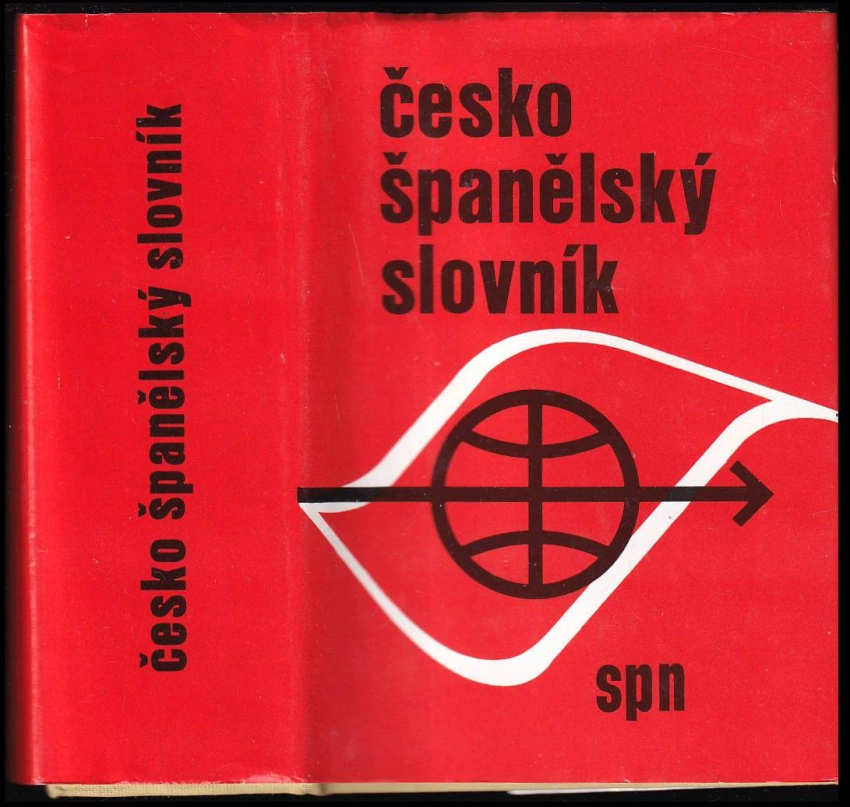 česko španělský slovník
česko
španělský
slovník
spn